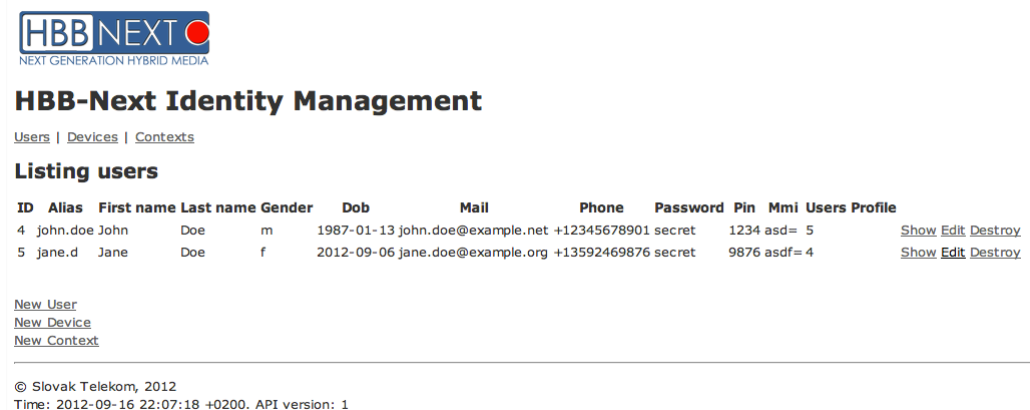 HBB NEXT
NEXT GENERATION HYBRID MEDIA
HBB-Next Identity Management
Users | Devices | Contexts
Listing users
ID Alias First name Last name Gender Dob Mail Phone Password Pin Mmi Users Profile
4 john.doe John Doe m 1987-01-13 john.doe@example.net +12345678901 secret 1234 asd= 5 Show Edit Destroy
5 jane.d Jane Doe f 2012-09-06 jane.doe@example.org +13592469876 secret 9876 asdf= 4 Show Edit Destroy
New User
New Device
New Context
© Slovak Telekom, 2012
Time: 2012-09-16 22:07:18 +0200. API version: 1